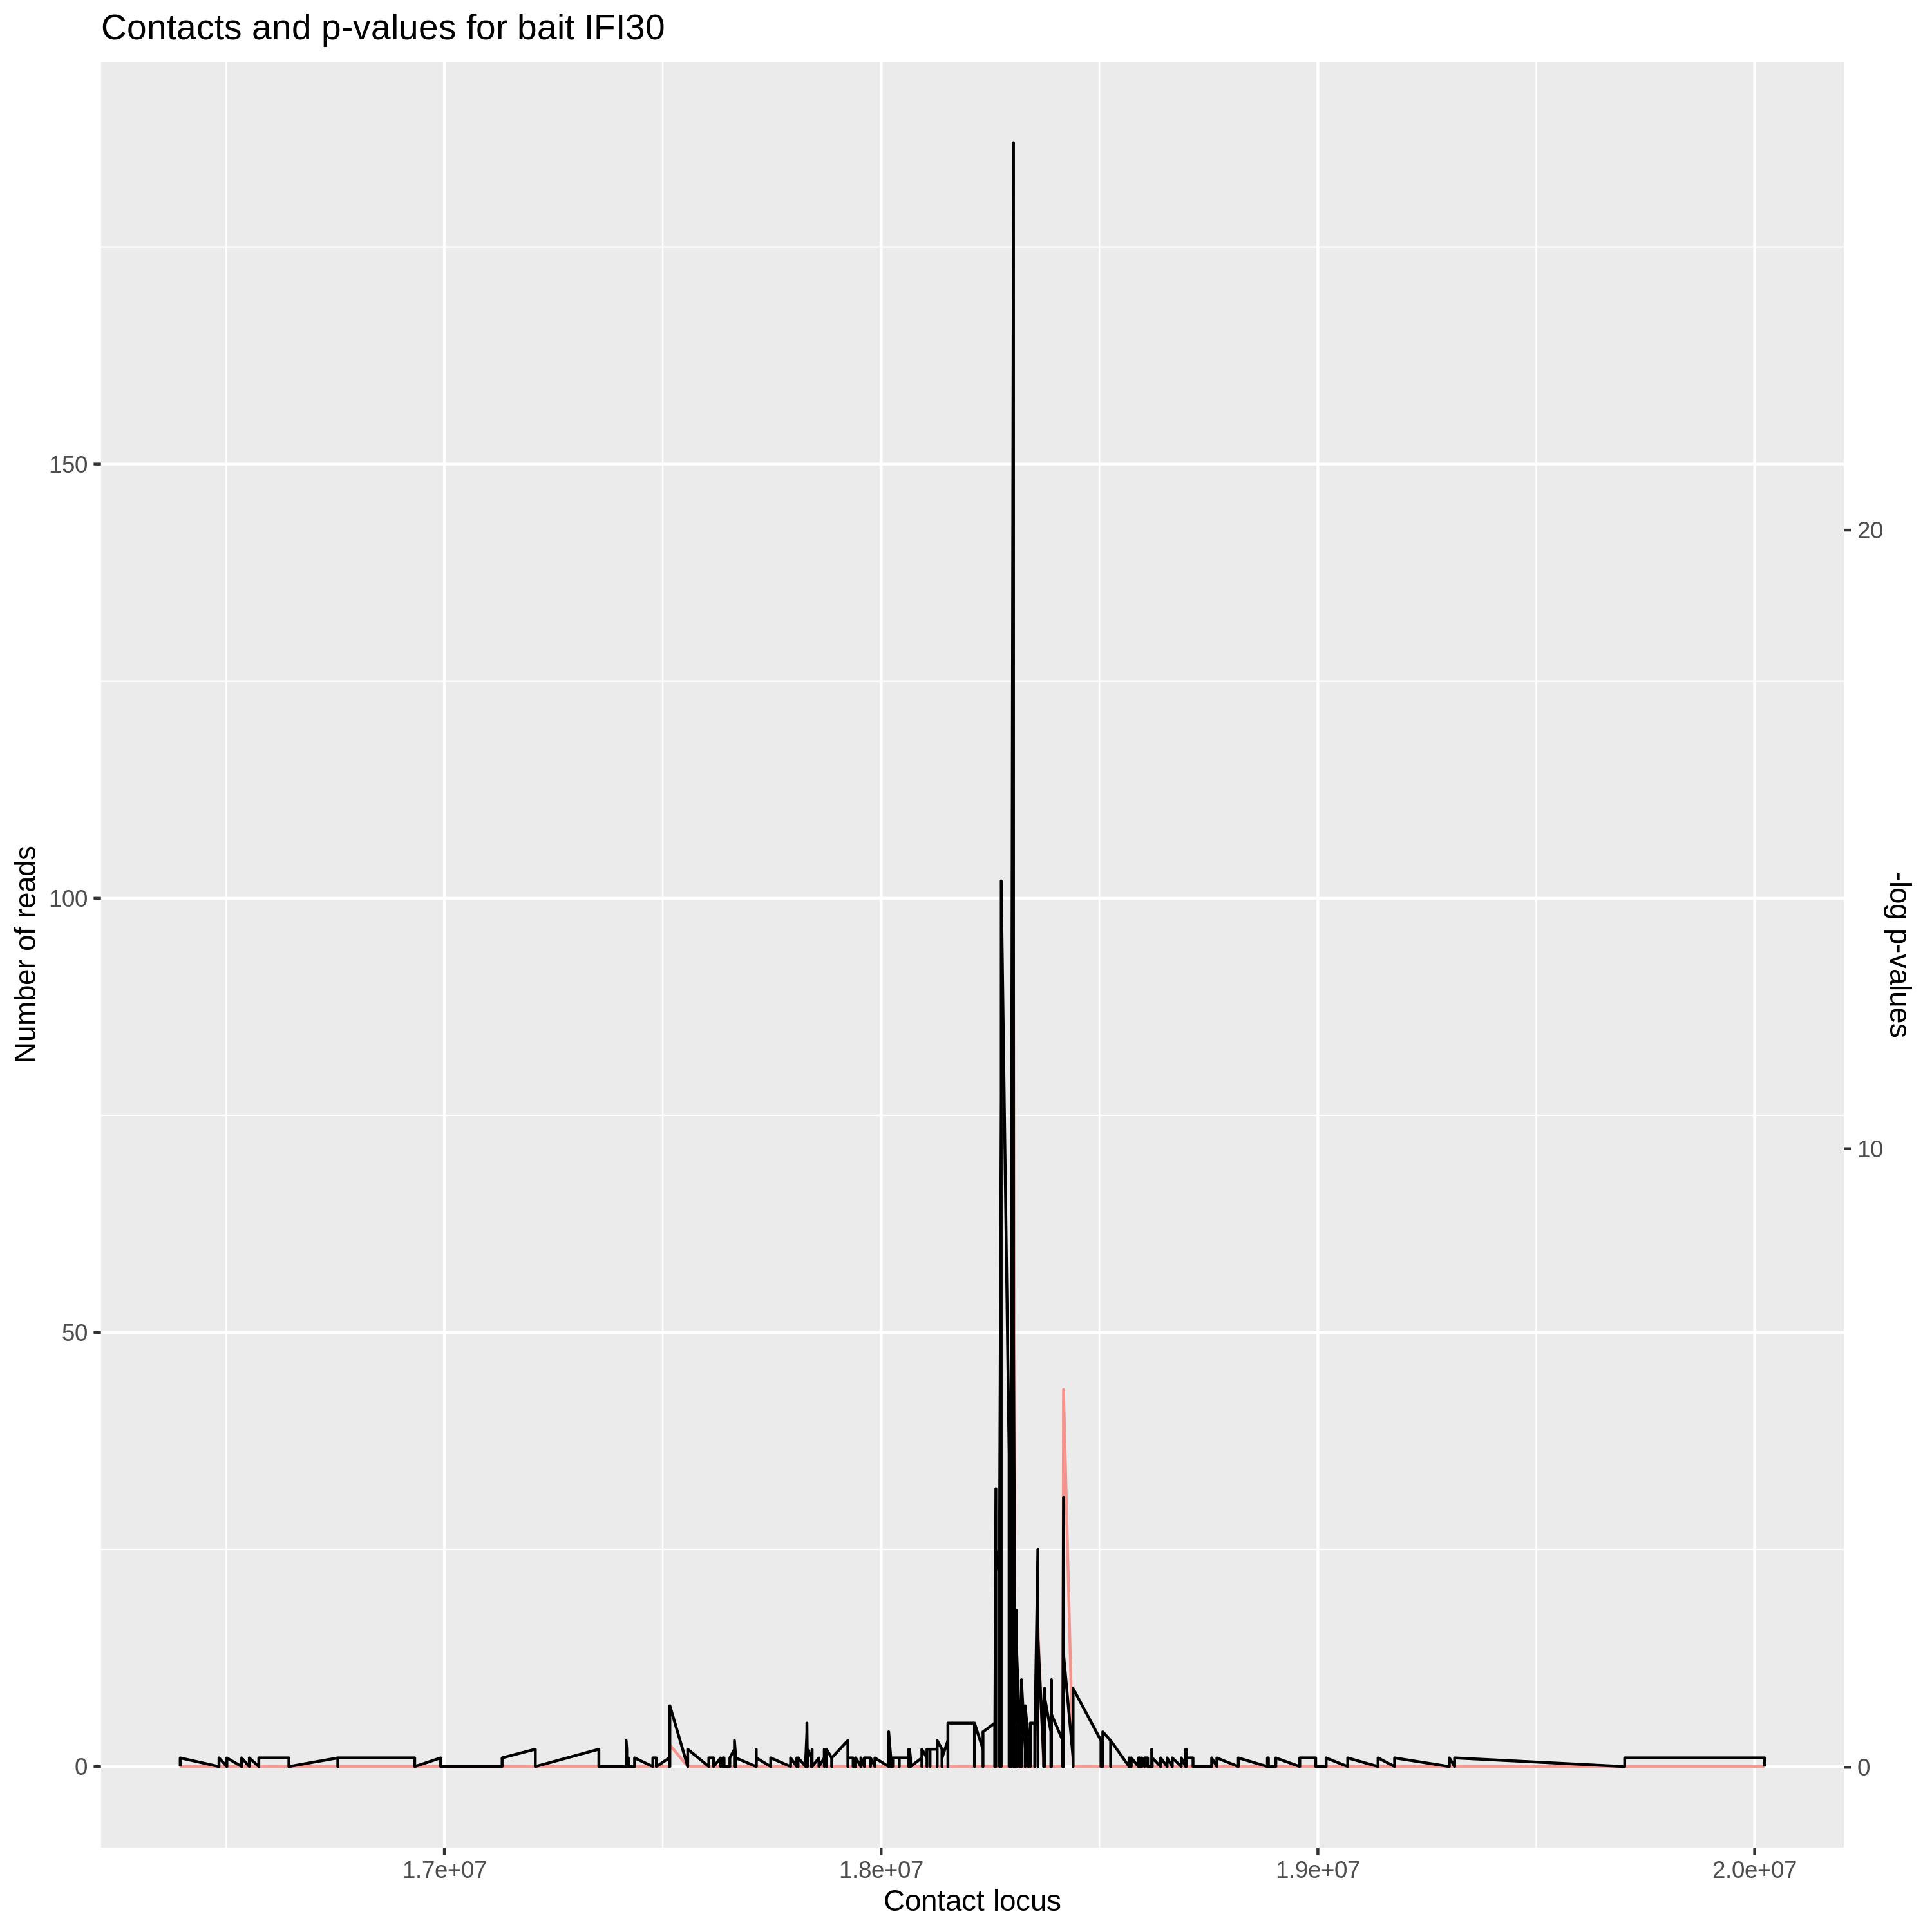 Contacts and p-values for bait IFI30
150
100
50
0
Number of reads
20
10
0
-log p-values
1.7e+07
1.8e+07
1.9e+07
2.0e+07
Contact locus